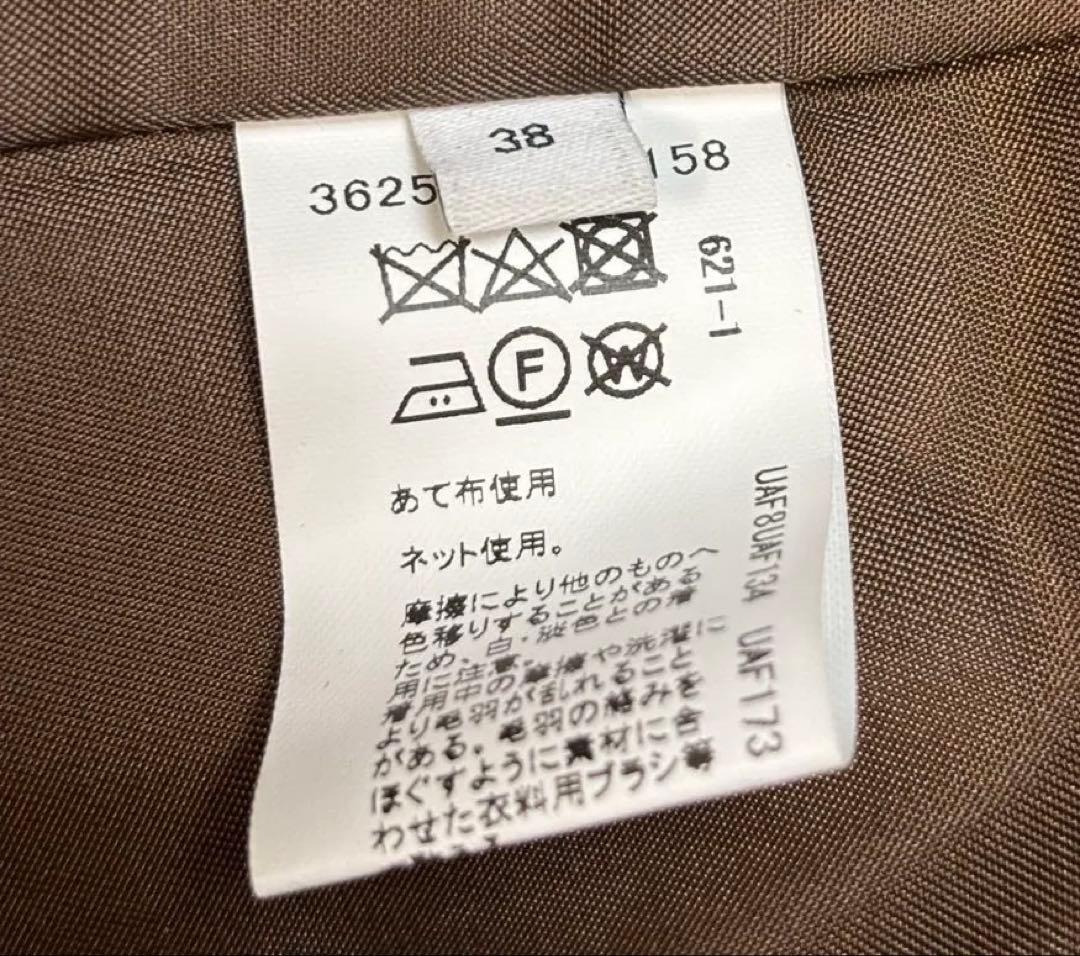 38
3625
158
621-1
F
W
あて布使用
ネット使用。
摩擦により他のものへ
色移りすることがある
ため、白・淡色との着
用に注意。
着用中の摩擦や洗濯に
より毛羽が乱れること
がある。毛羽の絡みを
ほぐすように素材に合
わせた衣料用ブラシ等
UAF8UAF134 UAF173